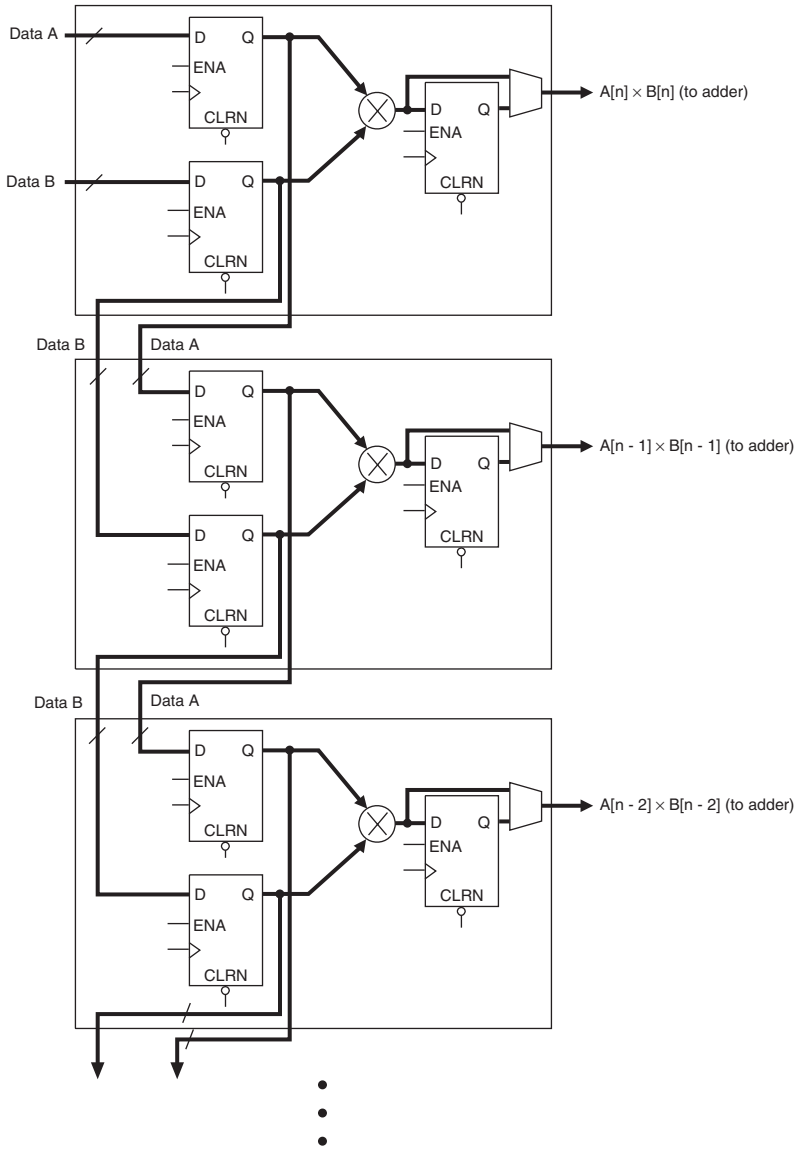 Data A
D Q
ENA
CLRN
D Q
ENA
CLRN
A[n] × B[n] (to adder)
Data B
D Q
ENA
CLRN
Data B Data A
D Q
ENA
CLRN
D Q
ENA
CLRN
A[n - 1] × B[n - 1] (to adder)
D Q
ENA
CLRN
Data B Data A
D Q
ENA
CLRN
D Q
ENA
CLRN
A[n - 2] × B[n - 2] (to adder)
D Q
ENA
CLRN